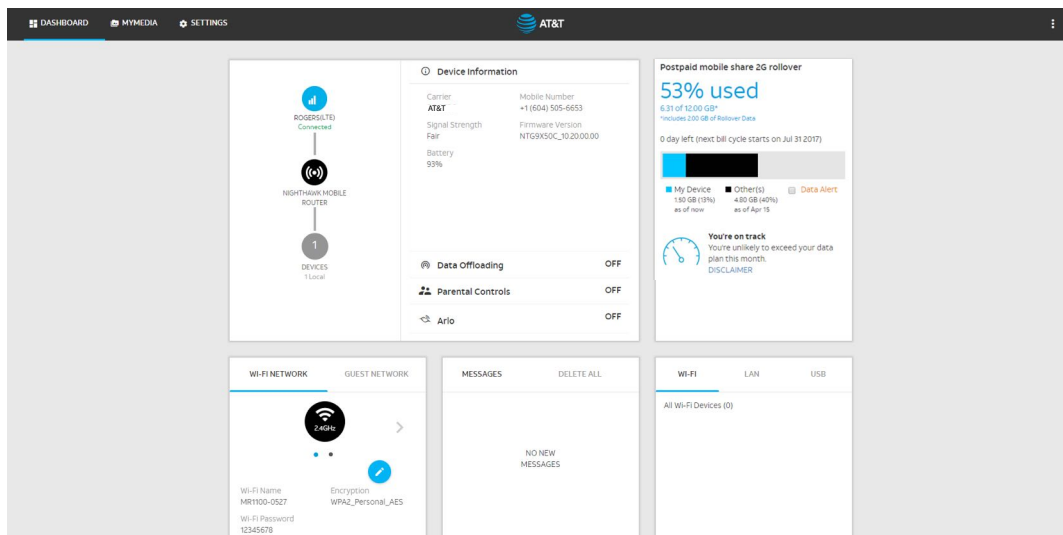 DASHBOARD MYMEDIA SETTINGS AT&T
ROGERS(LTE)
Connected
NIGHTHAWK MOBILE
ROUTER
1
DEVICES
1 Local
Device Information
Carrier Mobile Number
AT&T +1 (604) 505-6653
Signal Strength Firmware Version
Fair NTG9X50C_10.20.00.00
Battery
93%
Data Offloading OFF
Parental Controls OFF
Arlo OFF
Postpaid mobile share 2G rollover
53% used
6.31 of 12.00 GB*
*includes 2.00 GB of Rollover Data
0 day left (next bill cycle starts on Jul 31 2017)
My Device Other(s) Data Alert
1.50 GB (13%) 4.80 GB (40%)
as of now as of Apr 15
You're on track
You're unlikely to exceed your data
plan this month.
DISCLAIMER
WI-FI NETWORK GUEST NETWORK
2.4GHz
Wi-Fi Name Encryption
MR1100-0527 WPA2_Personal_AES
Wi-Fi Password
12345678
MESSAGES DELETE ALL
NO NEW
MESSAGES
WI-FI LAN USB
All Wi-Fi Devices (0)